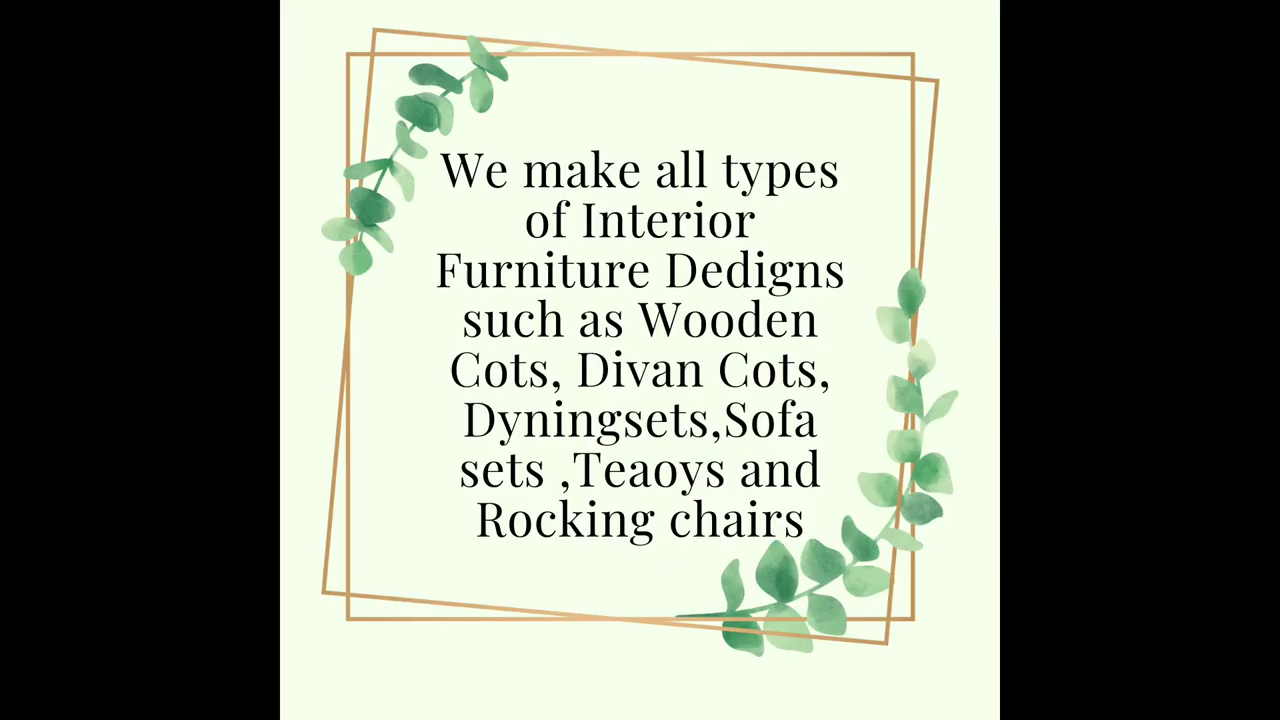 We make all types
of Interior
Furniture Dedigns
such as Wooden
Cots, Divan Cots,
Dyningsets,Sofa
sets ,Teaoys and
Rocking chairs